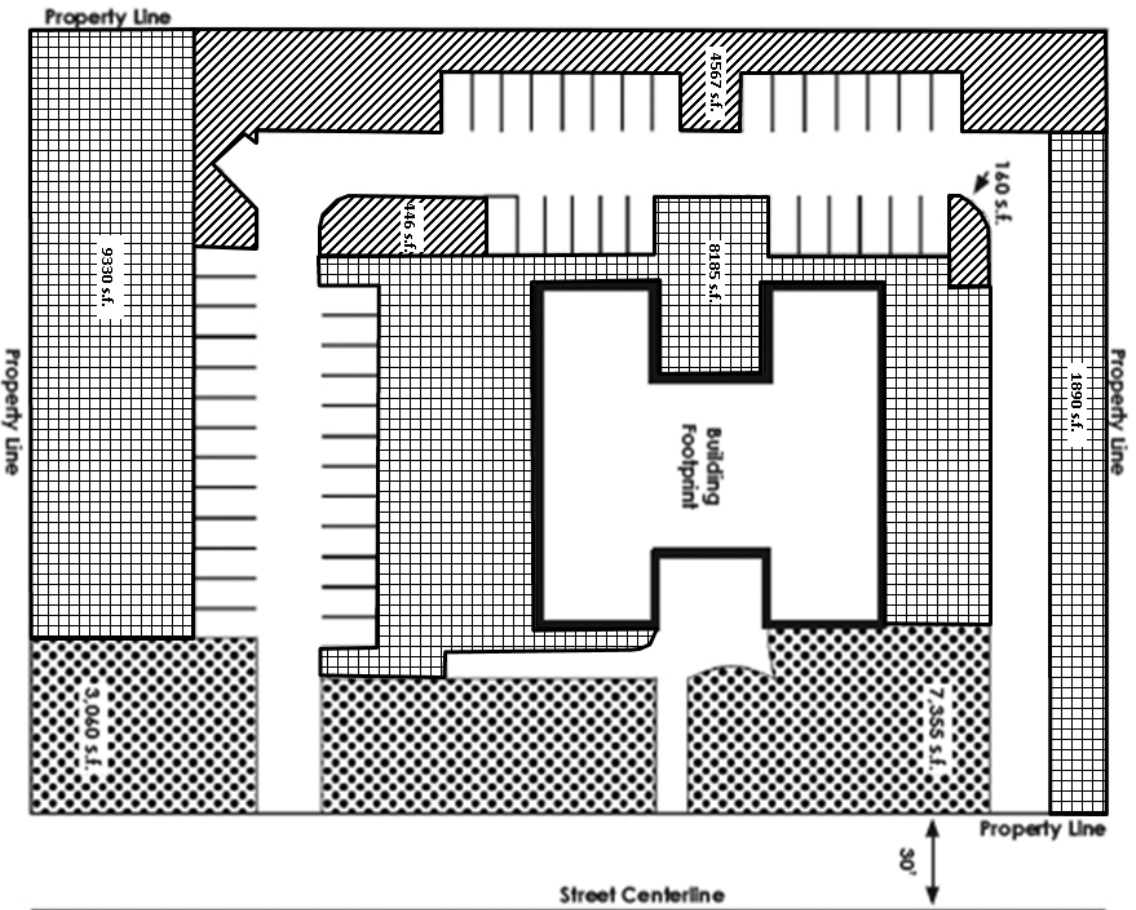 Property Line
4567 s.f.
160 s.f.
446 s.f.
9330 s.f.
8185 s.f.
Property Line
Property Line
1890 s.f.
Building
Footprint
3,060 s.f.
7,355 s.f.
Property Line
30'
Street Centerline